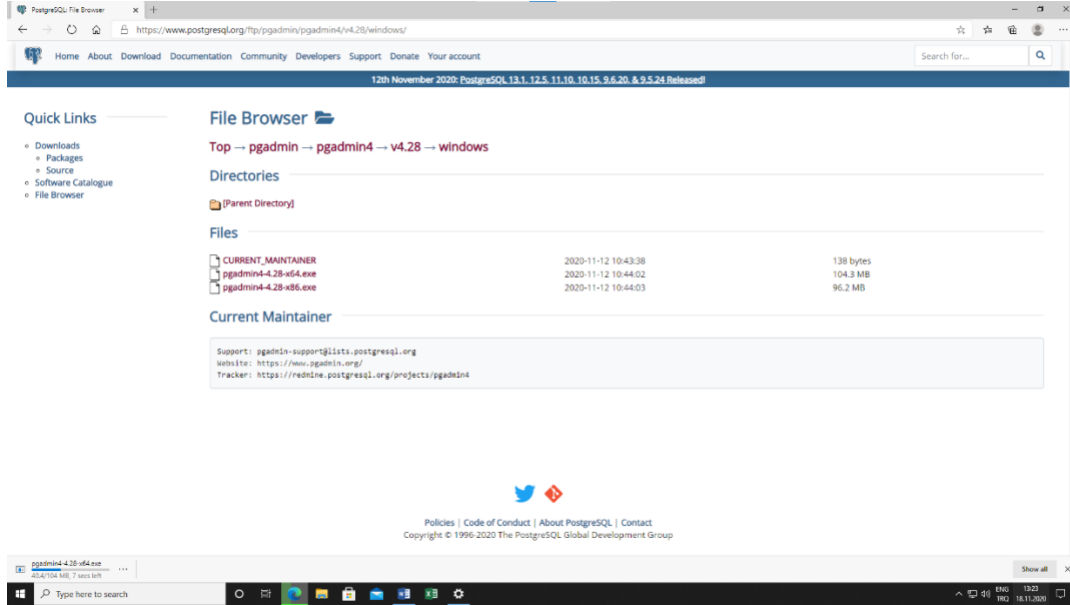 PostgreSQL: File Browser
https://www.postgresql.org/ftp/pgadmin/pgadmin4/v4.28/windows/
Home About Download Documentation Community Developers Support Donate Your account
Search for...
12th November 2020: PostgreSQL 13.1, 12.5, 11.10, 10.15, 9.6.20, & 9.5.24 Released!
Quick Links
Downloads
Packages
Source
Software Catalogue
File Browser
File Browser
Top → pgadmin → pgadmin4 → v4.28 → windows
Directories
[Parent Directory]
Files
CURRENT_MAINTAINER 2020-11-12 10:43:38 138 bytes
pgadmin4-4.28-x64.exe 2020-11-12 10:44:02 104.3 MB
pgadmin4-4.28-x86.exe 2020-11-12 10:44:03 96.2 MB
Current Maintainer
Support: pgadmin-support@lists.postgresql.org
Website: https://www.pgadmin.org/
Tracker: https://redmine.postgresql.org/projects/pgadmin4
Policies | Code of Conduct | About PostgreSQL | Contact
Copyright © 1996-2020 The PostgreSQL Global Development Group
pgadmin4-4.28-x64.exe
40.4/104 MB, 7 secs left
Show all
Type here to search
ENG
TRQ
13:23
18.11.2020